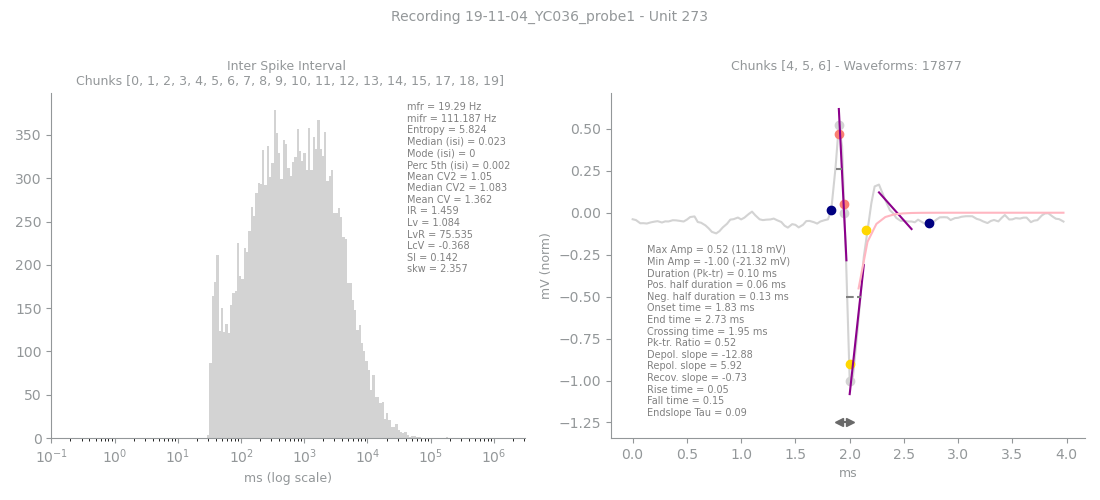 Recording 19-11-04_YC036_probe1 - Unit 273
Inter Spike Interval
Chunks [0, 1, 2, 3, 4, 5, 6, 7, 8, 9, 10, 11, 12, 13, 14, 15, 17, 18, 19]
mfr = 19.29 Hz
mifr = 111.187 Hz
Entropy = 5.824
Median (isi) = 0.023
Mode (isi) = 0
Perc 5th (isi) = 0.002
Mean CV2 = 1.05
Median CV2 = 1.083
Mean CV = 1.362
IR = 1.459
Lv = 1.084
LvR = 75.535
LcV = -0.368
SI = 0.142
skw = 2.357
350
300
250
200
150
100
50
0
10⁻¹ 10⁰ 10¹ 10² 10³ 10⁴ 10⁵ 10⁶
ms (log scale)
Chunks [4, 5, 6] - Waveforms: 17877
mV (norm)
0.50
0.25
0.00
−0.25
−0.50
−0.75
−1.00
−1.25
Max Amp = 0.52 (11.18 mV)
Min Amp = -1.00 (-21.32 mV)
Duration (Pk-tr) = 0.10 ms
Pos. half duration = 0.06 ms
Neg. half duration = 0.13 ms
Onset time = 1.83 ms
End time = 2.73 ms
Crossing time = 1.95 ms
Pk-tr. Ratio = 0.52
Depol. slope = -12.88
Repol. slope = 5.92
Recov. slope = -0.73
Rise time = 0.05
Fall time = 0.15
Endslope Tau = 0.09
0.0 0.5 1.0 1.5 2.0 2.5 3.0 3.5 4.0
ms